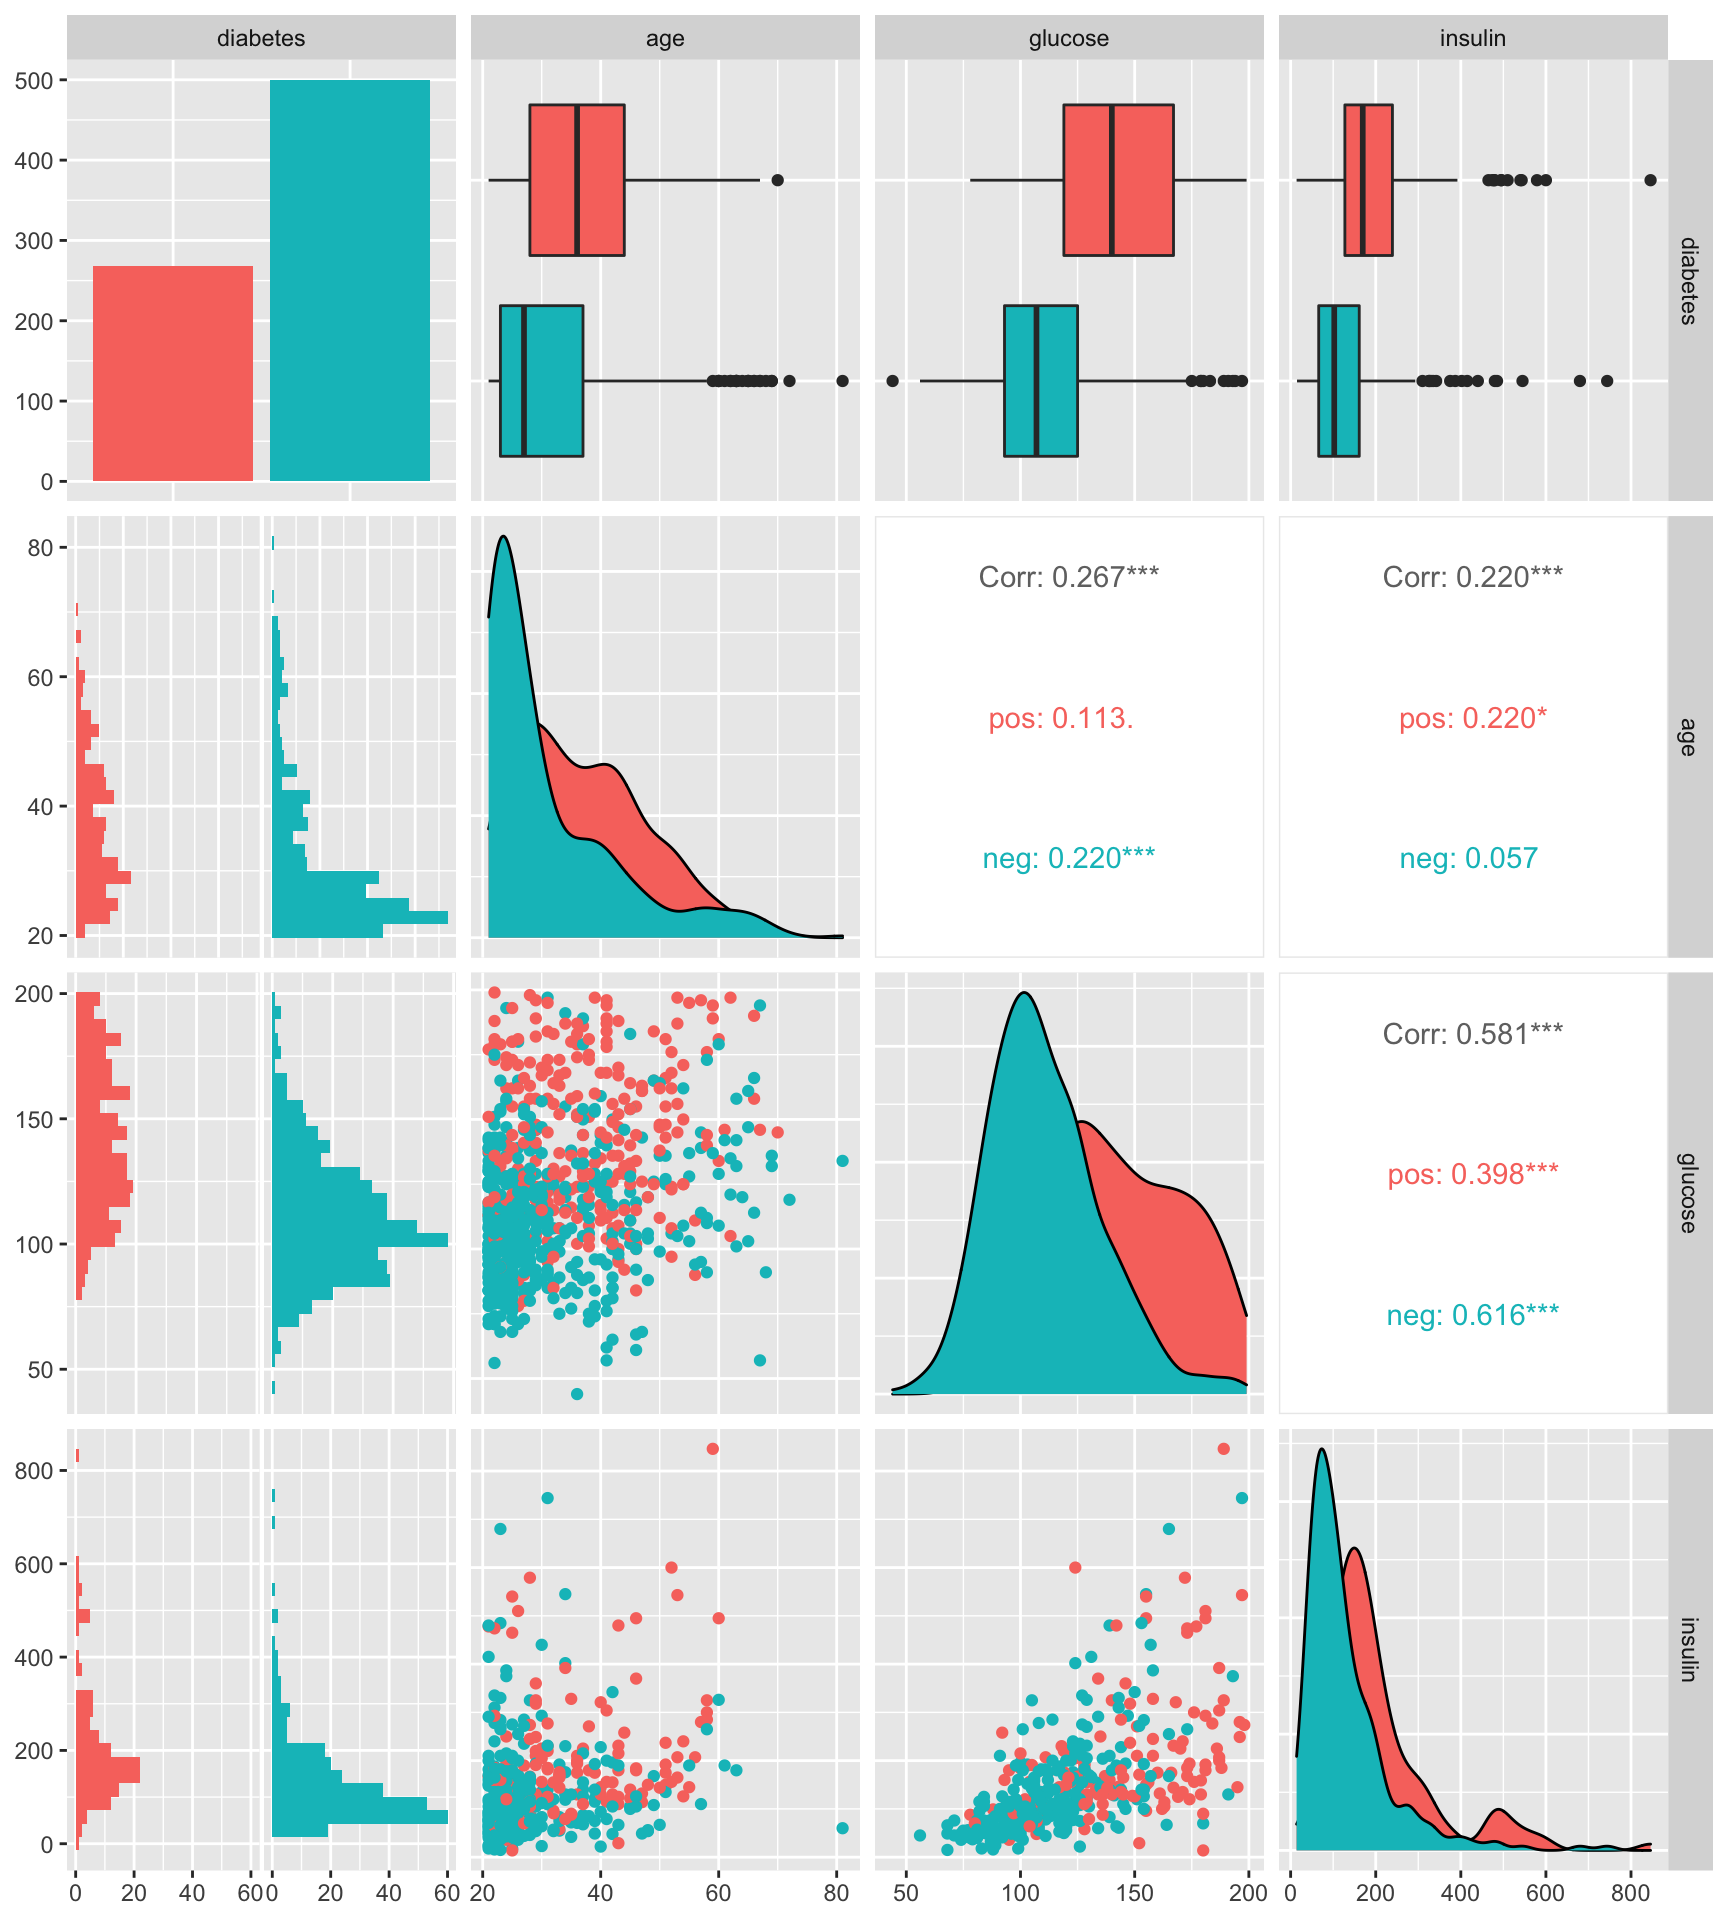 diabetes age glucose insulin
500
400
300
200
100
0
diabetes
80
60
40
20
Corr: 0.267***
pos: 0.113.
neg: 0.220***
Corr: 0.220***
pos: 0.220*
neg: 0.057
age
200
150
100
50
Corr: 0.581***
pos: 0.398***
neg: 0.616***
glucose
800
600
400
200
0
insulin
0 20 40 60 0 20 40 60 20 40 60 80 50 100 150 200 0 200 400 600 800